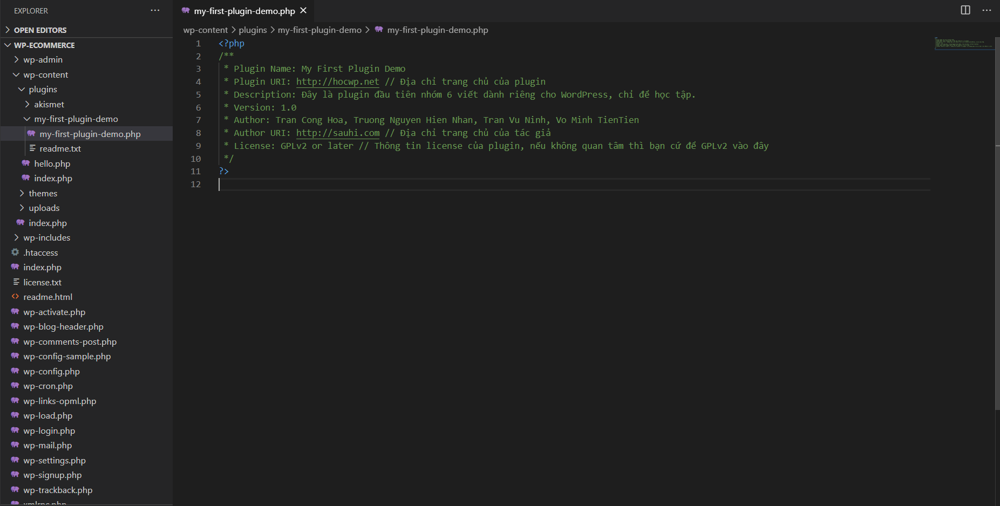 EXPLORER
OPEN EDITORS
WP-ECOMMERCE
wp-admin
wp-content
plugins
akismet
my-first-plugin-demo
my-first-plugin-demo.php
readme.txt
hello.php
index.php
themes
uploads
index.php
wp-includes
.htaccess
index.php
license.txt
readme.html
wp-activate.php
wp-blog-header.php
wp-comments-post.php
wp-config-sample.php
wp-config.php
wp-cron.php
wp-links-opml.php
wp-load.php
wp-login.php
wp-mail.php
wp-settings.php
wp-signup.php
wp-trackback.php
xmlrpc.php
my-first-plugin-demo.php
wp-content > plugins > my-first-plugin-demo > my-first-plugin-demo.php
1 <?php
2 /**
3 * Plugin Name: My First Plugin Demo
4 * Plugin URI: http://hocwp.net // Địa chỉ trang chủ của plugin
5 * Description: Đây là plugin đầu tiên nhóm 6 viết dành riêng cho WordPress, chỉ để học tập.
6 * Version: 1.0
7 * Author: Tran Cong Hoa, Truong Nguyen Hien Nhan, Tran Vu Ninh, Vo Minh TienTien
8 * Author URI: http://sauhi.com // Địa chỉ trang chủ của tác giả
9 * License: GPLv2 or later // Thông tin license của plugin, nếu không quan tâm thì bạn cứ để GPLv2 vào đây
10 */
11 ?>
12